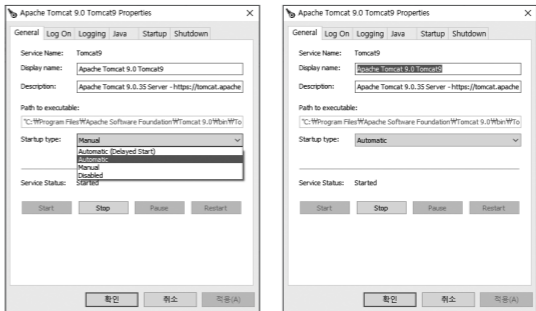 Apache Tomcat 9.0 Tomcat9 Properties
General Log On Logging Java Startup Shutdown
Service Name: Tomcat9
Display name: Apache Tomcat 9.0 Tomcat9
Description: Apache Tomcat 9.0.35 Server - https://tomcat.apache
Path to executable:
"C:₩Program Files₩Apache Software Foundation₩Tomcat 9.0₩bin₩To
Startup type: Manual
Automatic (Delayed Start)
Automatic
Manual
Disabled
Service Status: Started
Start Stop Pause Restart
확인 취소 적용(A)
Apache Tomcat 9.0 Tomcat9 Properties
General Log On Logging Java Startup Shutdown
Service Name: Tomcat9
Display name: Apache Tomcat 9.0 Tomcat9
Description: Apache Tomcat 9.0.35 Server - https://tomcat.apache
Path to executable:
"C:₩Program Files₩Apache Software Foundation₩Tomcat 9.0₩bin₩To
Startup type: Automatic
Service Status: Started
Start Stop Pause Restart
확인 취소 적용(A)